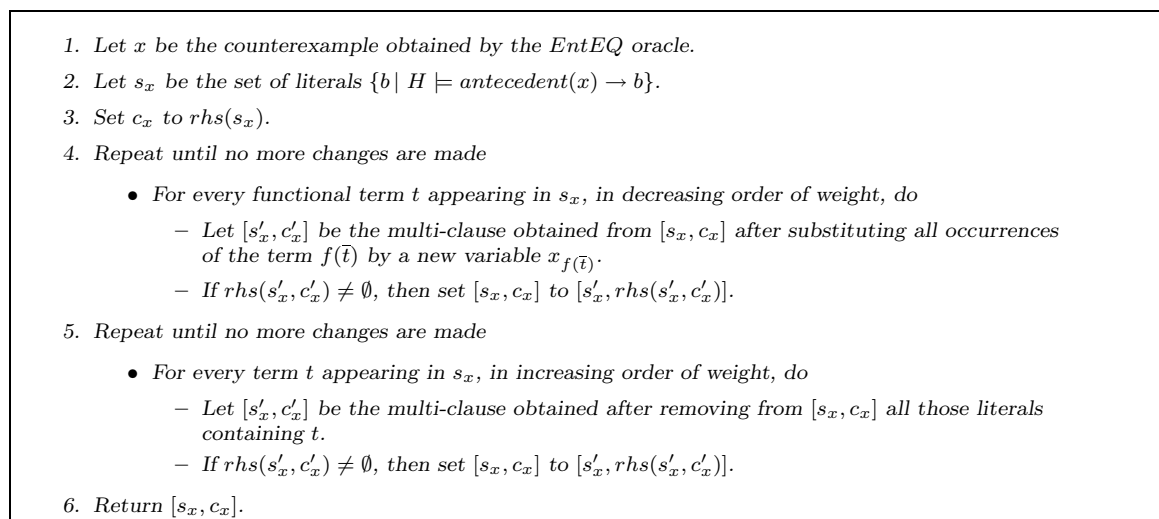 1. Let x be the counterexample obtained by the EntEQ oracle.
2. Let s_x be the set of literals {b | H ⊨ antecedent(x) → b}.
3. Set c_x to rhs(s_x).
4. Repeat until no more changes are made
• For every functional term t appearing in s_x, in decreasing order of weight, do
– Let [s′_x, c′_x] be the multi-clause obtained from [s_x, c_x] after substituting all occurrences
of the term f(t̄) by a new variable x_{f(t̄)}.
– If rhs(s′_x, c′_x) ≠ ∅, then set [s_x, c_x] to [s′_x, rhs(s′_x, c′_x)].
5. Repeat until no more changes are made
• For every term t appearing in s_x, in increasing order of weight, do
– Let [s′_x, c′_x] be the multi-clause obtained after removing from [s_x, c_x] all those literals
containing t.
– If rhs(s′_x, c′_x) ≠ ∅, then set [s_x, c_x] to [s′_x, rhs(s′_x, c′_x)].
6. Return [s_x, c_x].